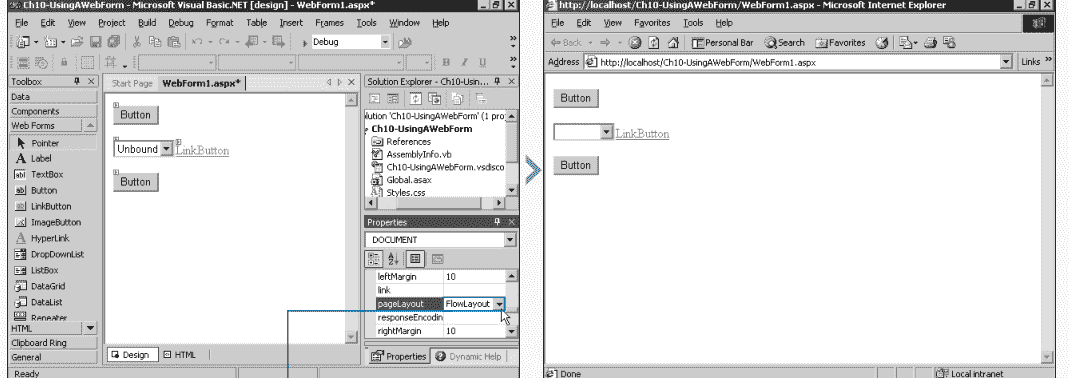 Ch10-UsingAWebForm - Microsoft Visual Basic.NET [design] - WebForm1.aspx*
File Edit View Project Build Debug Format Table Insert Frames Tools Window Help
Debug
Toolbox
Data
Components
Web Forms
Pointer
Label
TextBox
Button
LinkButton
ImageButton
HyperLink
DropDownList
ListBox
DataGrid
DataList
Repeater
HTML
Clipboard Ring
General
Start Page WebForm1.aspx*
Button
Unbound LinkButton
Button
Design HTML
Solution Explorer - Ch10-Usin...
lution 'Ch10-UsingAWebForm' (1 proj
Ch10-UsingAWebForm
References
AssemblyInfo.vb
Ch10-UsingAWebForm.vsdisco
Global.asax
Styles.css
Properties
DOCUMENT
leftMargin 10
link
pageLayout FlowLayout
responseEncodin
rightMargin 10
Properties Dynamic Help
Ready
http://localhost/Ch10-UsingAWebForm/WebForm1.aspx - Microsoft Internet Explorer
File Edit View Favorites Tools Help
Back Personal Bar Search Favorites
Address http://localhost/Ch10-UsingAWebForm/WebForm1.aspx Links
Button
LinkButton
Button
Done Local intranet